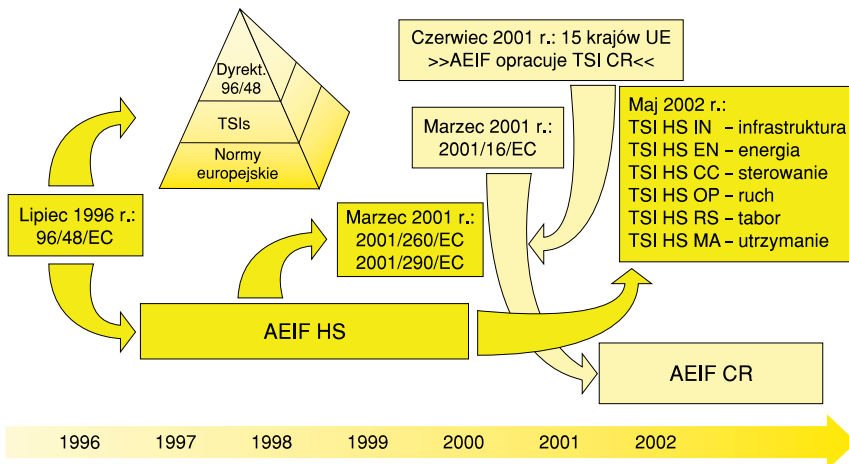 Dyrekt.
96/48
TSIs
Normy
europejskie
Czerwiec 2001 r.: 15 krajów UE
>>AEIF opracuje TSI CR<<
Marzec 2001 r.:
2001/16/EC
Maj 2002 r.:
TSI HS IN – infrastruktura
TSI HS EN – energia
TSI HS CC – sterowanie
TSI HS OP – ruch
TSI HS RS – tabor
TSI HS MA – utrzymanie
Lipiec 1996 r.:
96/48/EC
Marzec 2001 r.:
2001/260/EC
2001/290/EC
AEIF HS
AEIF CR
1996 1997 1998 1999 2000 2001 2002